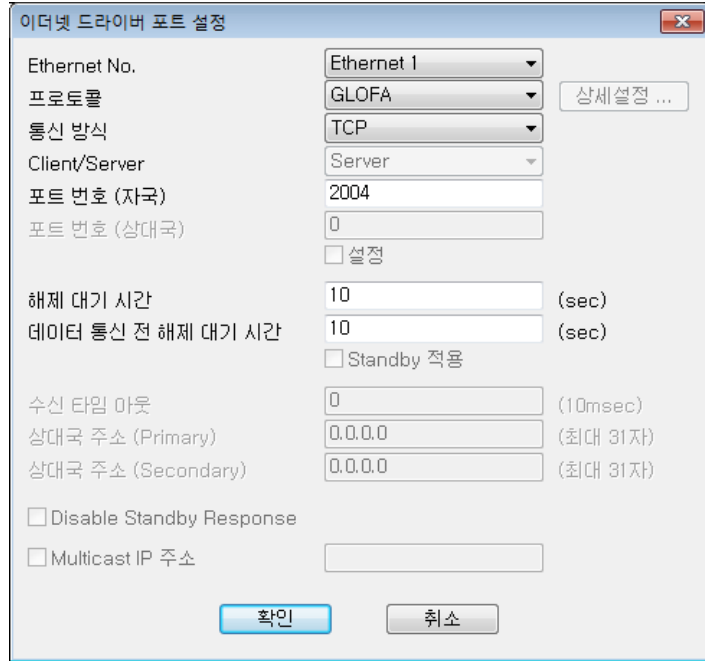 이더넷 드라이버 포트 설정
Ethernet No. Ethernet 1
프로토콜 GLOFA 상세설정 ...
통신 방식 TCP
Client/Server Server
포트 번호 (자국) 2004
포트 번호 (상대국) 0
설정
해제 대기 시간 10 (sec)
데이터 통신 전 해제 대기 시간 10 (sec)
Standby 적용
수신 타임 아웃 0 (10msec)
상대국 주소 (Primary) 0.0.0.0 (최대 31자)
상대국 주소 (Secondary) 0.0.0.0 (최대 31자)
Disable Standby Response
Multicast IP 주소
확인 취소